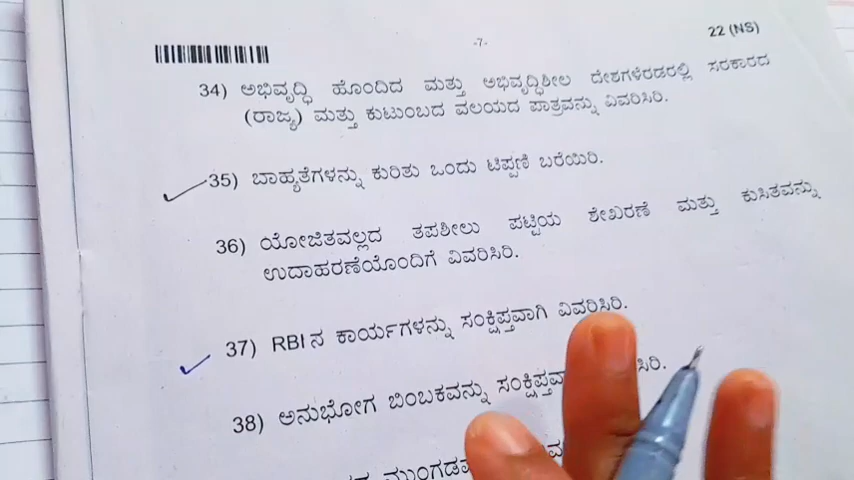 -7-
22 (NS)
34) ಅಭಿವೃದ್ಧಿ ಹೊಂದಿದ ಮತ್ತು ಅಭಿವೃದ್ಧಿಶೀಲ ದೇಶಗಳೆರಡರಲ್ಲಿ ಸರಕಾರದ
(ರಾಜ್ಯ) ಮತ್ತು ಕುಟುಂಬದ ವಲಯದ ಪಾತ್ರವನ್ನು ವಿವರಿಸಿರಿ.
35) ಬಾಹ್ಯತೆಗಳನ್ನು ಕುರಿತು ಒಂದು ಟಿಪ್ಪಣಿ ಬರೆಯಿರಿ.
36) ಯೋಜಿತವಲ್ಲದ ತಪಶೀಲು ಪಟ್ಟಿಯ ಶೇಖರಣೆ ಮತ್ತು ಕುಸಿತವನ್ನು
ಉದಾಹರಣೆಯೊಂದಿಗೆ ವಿವರಿಸಿರಿ.
37) RBI ನ ಕಾರ್ಯಗಳನ್ನು ಸಂಕ್ಷಿಪ್ತವಾಗಿ ವಿವರಿಸಿರಿ.
38) ಅನುಭೋಗ ಬಿಂಬಕವನ್ನು